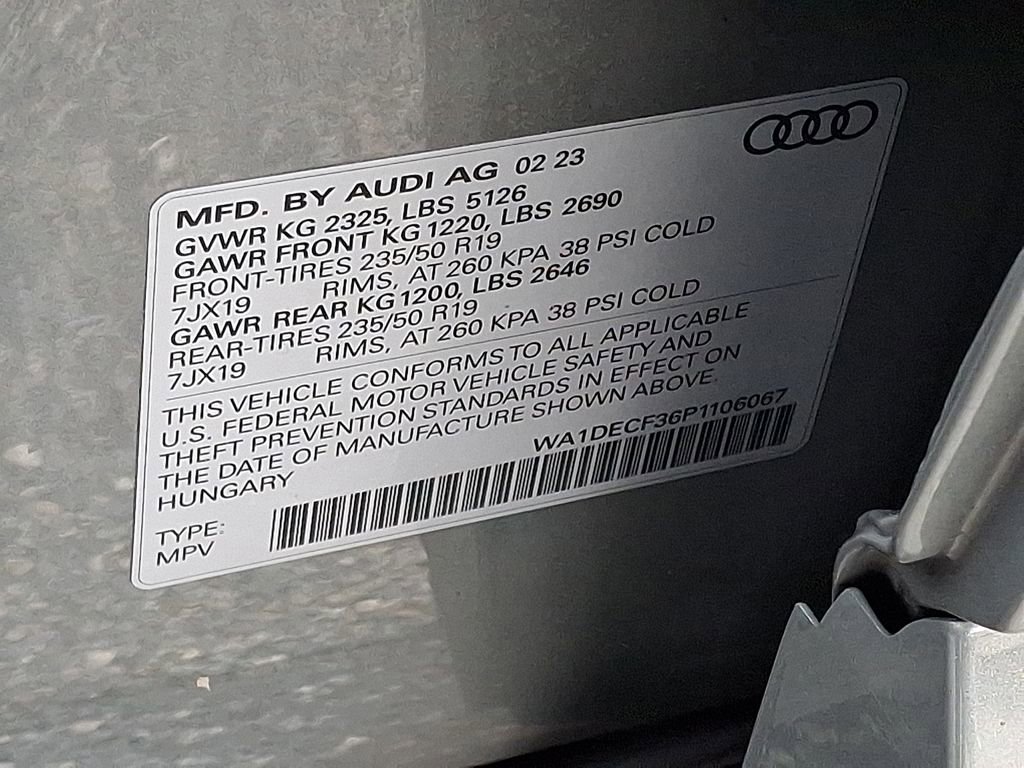 MFD. BY AUDI AG 02 23
GVWR KG 2325, LBS 5126
GAWR FRONT KG 1220, LBS 2690
FRONT-TIRES 235/50 R19
7JX19 RIMS, AT 260 KPA 38 PSI COLD
GAWR REAR KG 1200, LBS 2646
REAR-TIRES 235/50 R19
7JX19 RIMS, AT 260 KPA 38 PSI COLD
THIS VEHICLE CONFORMS TO ALL APPLICABLE
U.S. FEDERAL MOTOR VEHICLE SAFETY AND
THEFT PREVENTION STANDARDS IN EFFECT ON
THE DATE OF MANUFACTURE SHOWN ABOVE.
HUNGARY
WA1DECF36P1106067
TYPE:
MPV